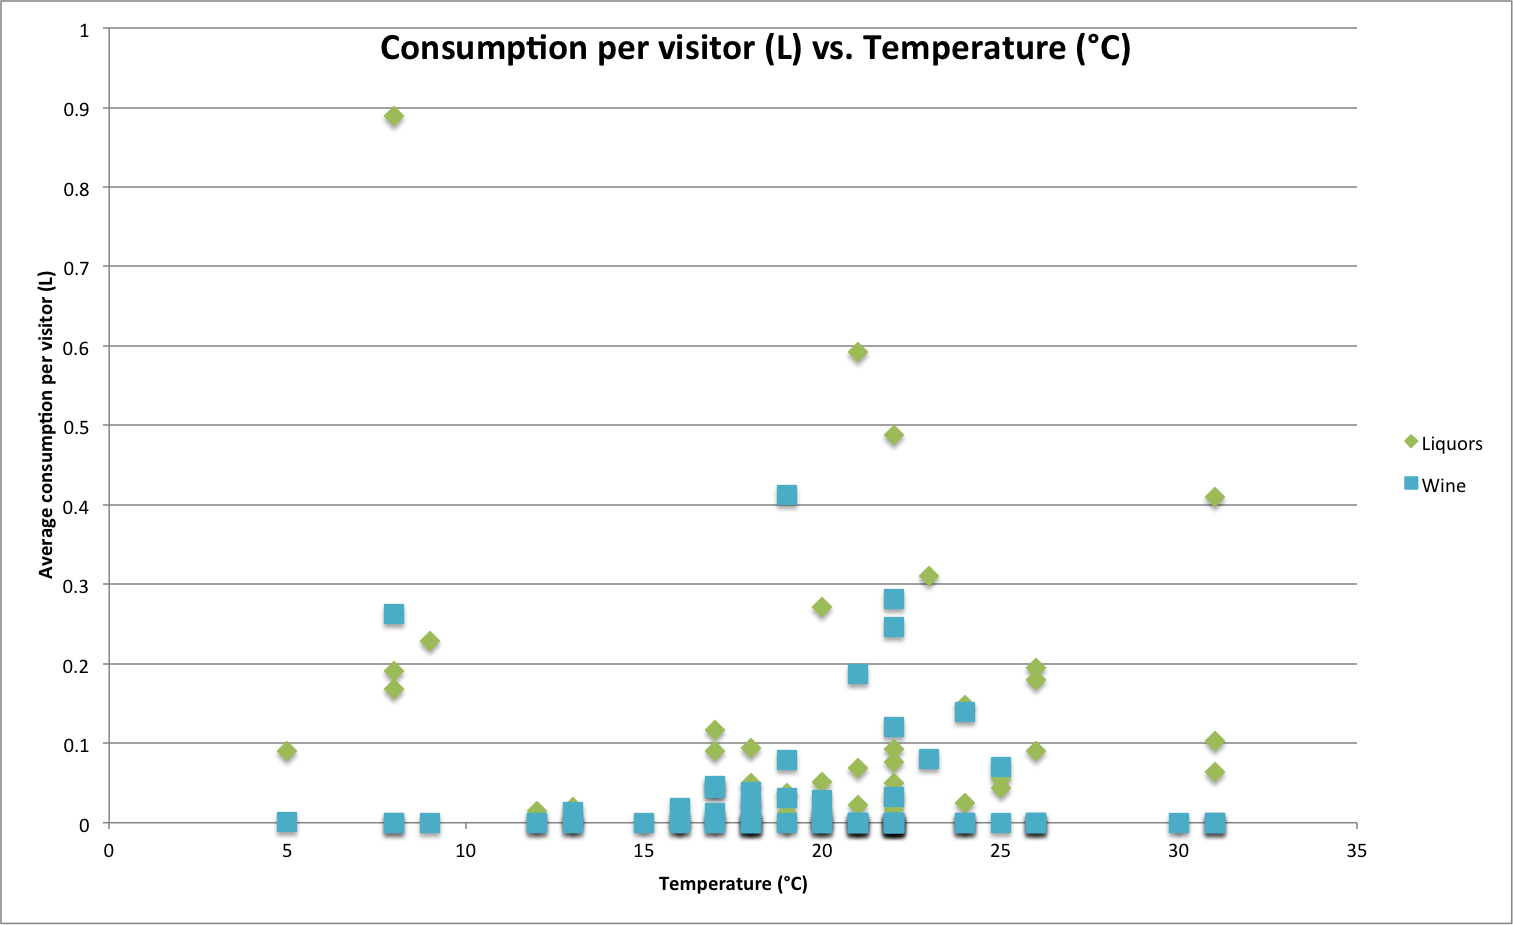 Consumption per visitor (L) vs. Temperature (°C)
1
0.9
0.8
0.7
0.6
0.5
0.4
0.3
0.2
0.1
0
Average consumption per visitor (L)
0 5 10 15 20 25 30 35
Temperature (°C)
Liquors
Wine